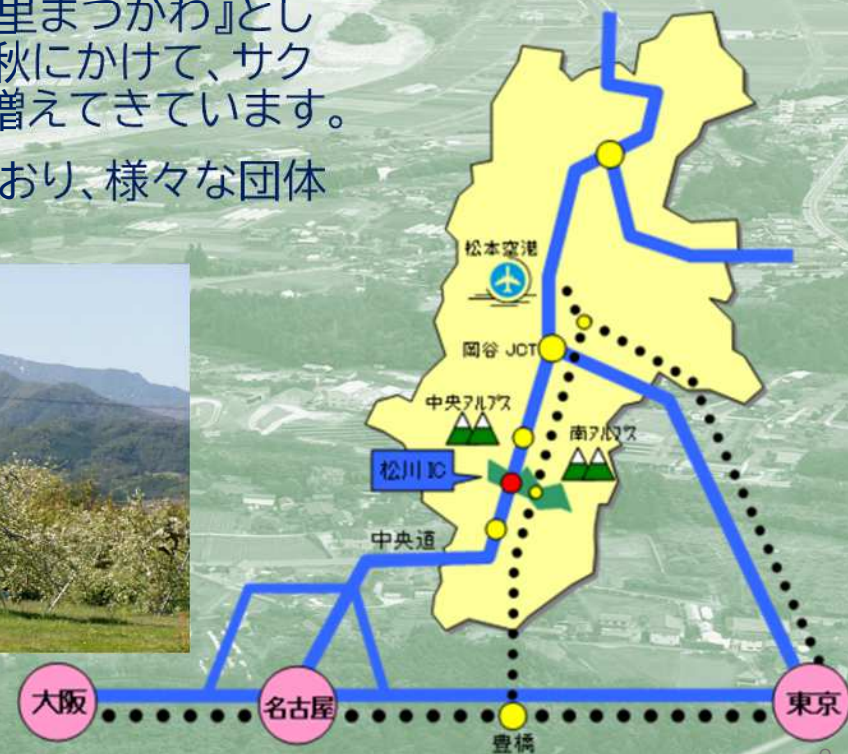 里まつかわ』とし
秋にかけて、サク
増えてきています。
おり、様々な団体
松本空港
岡谷 JCT
中央アルプス
南アルプス
松川 IC
中央道
大阪
名古屋
豊橋
東京